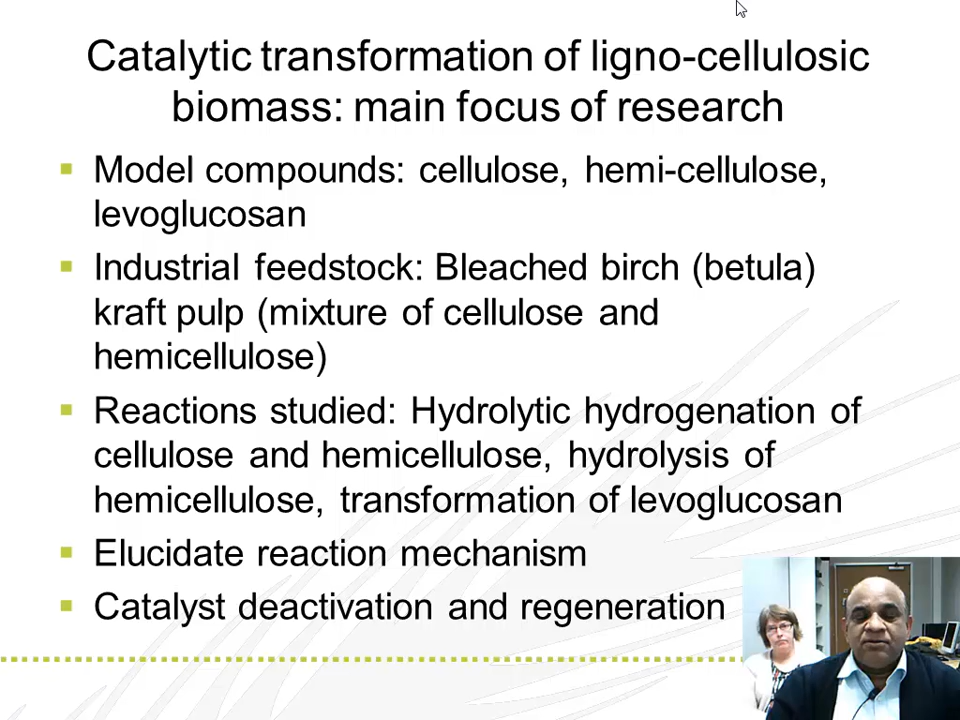 Catalytic transformation of ligno-cellulosic
biomass: main focus of research
Model compounds: cellulose, hemi-cellulose,
levoglucosan
Industrial feedstock: Bleached birch (betula)
kraft pulp (mixture of cellulose and
hemicellulose)
Reactions studied: Hydrolytic hydrogenation of
cellulose and hemicellulose, hydrolysis of
hemicellulose, transformation of levoglucosan
Elucidate reaction mechanism
Catalyst deactivation and regeneration